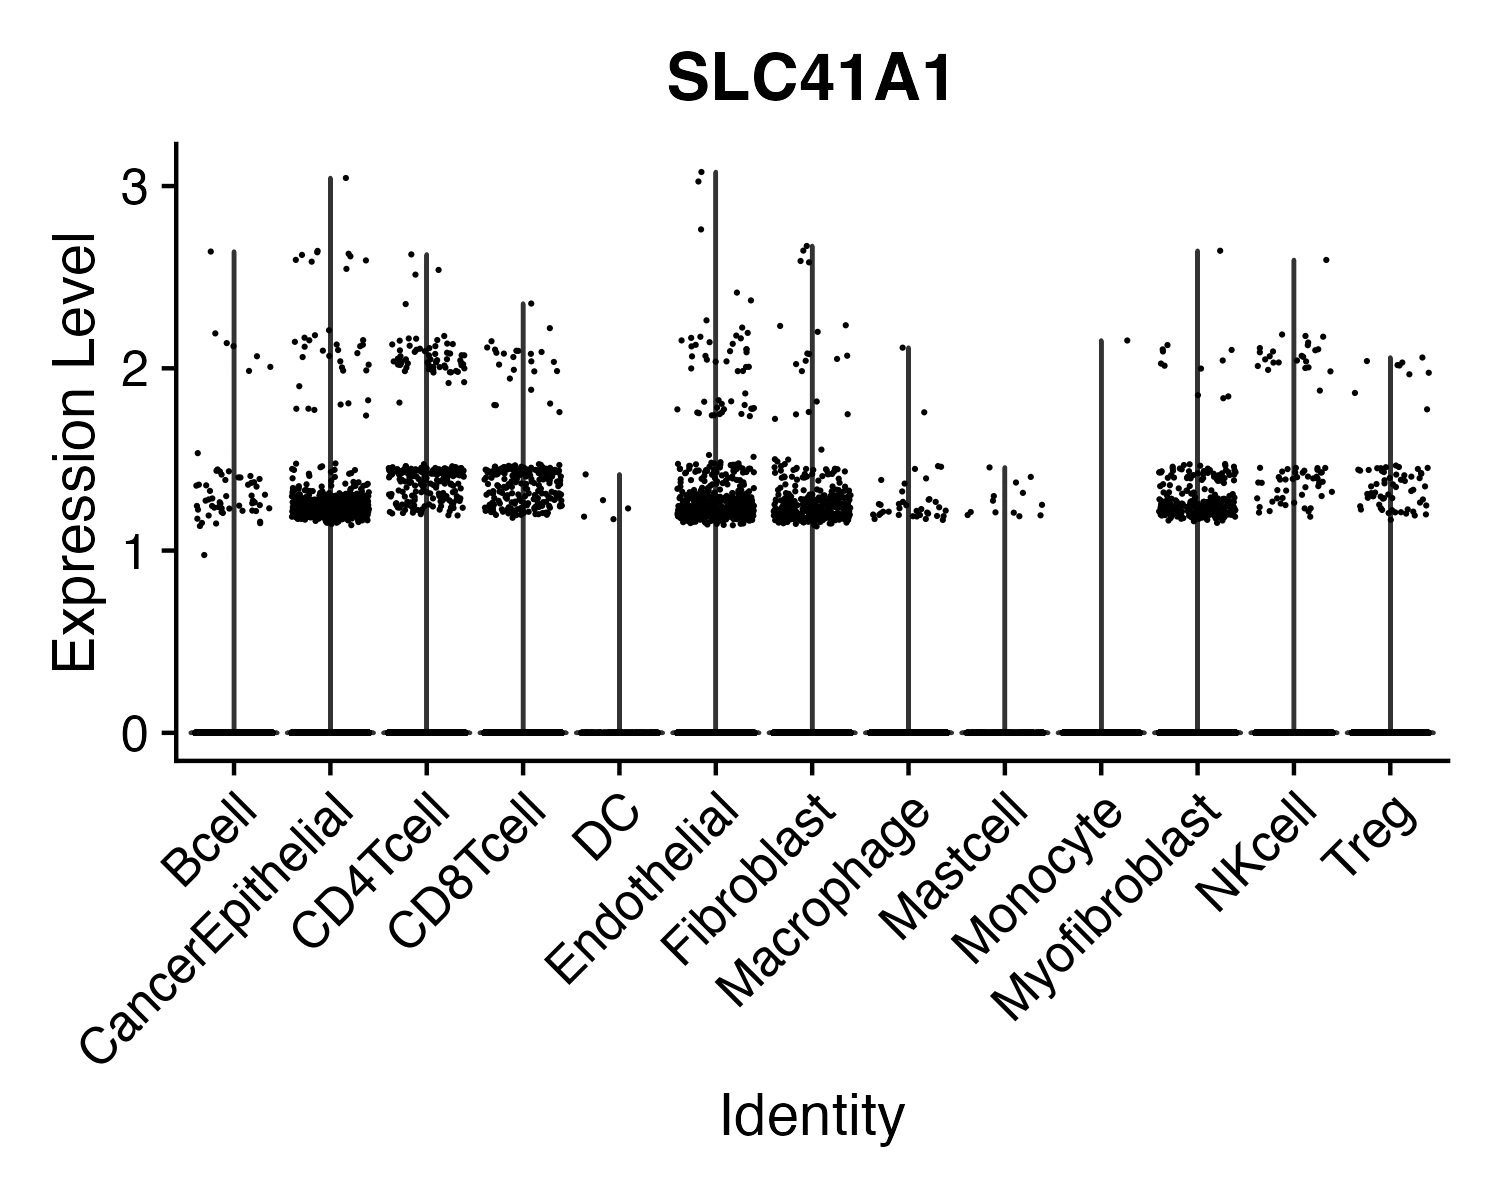 SLC41A1
Expression Level
3
2
1
0
Bcell
CancerEpithelial
CD4Tcell
CD8Tcell
DC
Endothelial
Fibroblast
Macrophage
Mastcell
Monocyte
Myofibroblast
NKcell
Treg
Identity